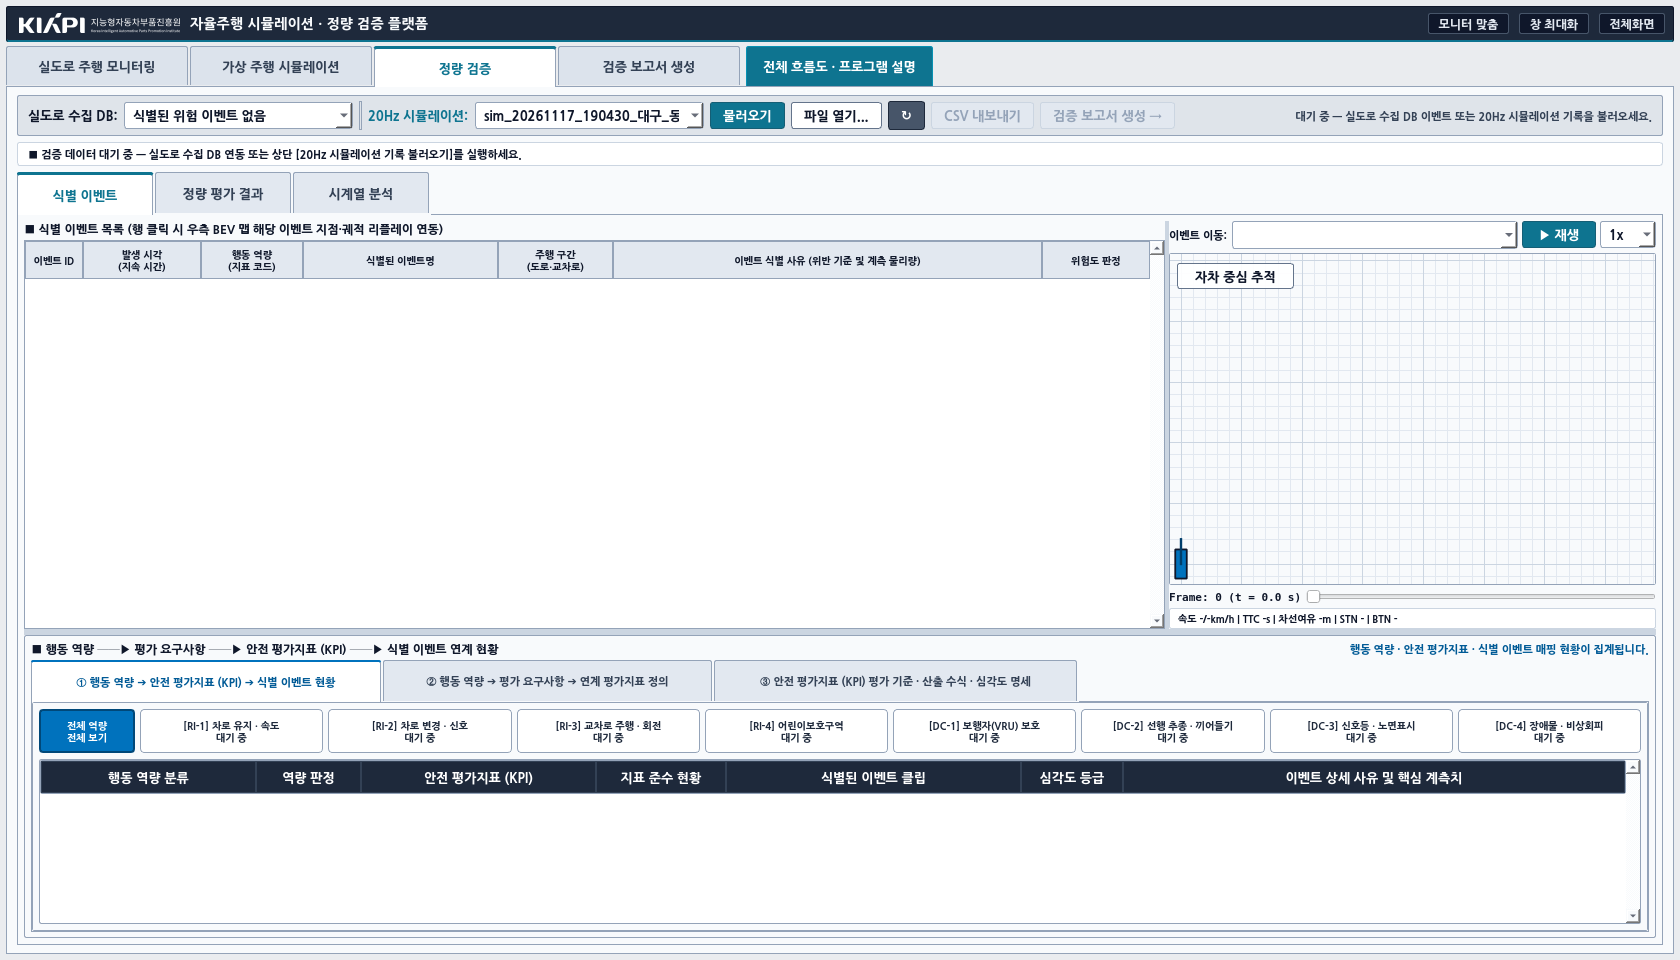 KIAPI 지능형자동차부품진흥원 자율주행 시뮬레이션 · 정량 검증 플랫폼
Korea Intelligent Automotive Parts Promotion Institute
모니터 맞춤 창 최대화 전체화면
실도로 주행 모니터링 가상 주행 시뮬레이션 정량 검증 검증 보고서 생성 전체 흐름도 · 프로그램 설명
실도로 수집 DB: 식별된 위험 이벤트 없음 20Hz 시뮬레이션: sim_20261117_190430_대구_동 불러오기 파일 열기... ↻ CSV 내보내기 검증 보고서 생성 → 대기 중 — 실도로 수집 DB 이벤트 또는 20Hz 시뮬레이션 기록을 불러오세요.
■ 검증 데이터 대기 중 — 실도로 수집 DB 연동 또는 상단 [20Hz 시뮬레이션 기록 불러오기]를 실행하세요.
식별 이벤트 정량 평가 결과 시계열 분석
■ 식별 이벤트 목록 (행 클릭 시 우측 BEV 맵 해당 이벤트 지점·궤적 리플레이 연동)
이벤트 ID
발생 시각
(지속 시간)
행동 역량
(지표 코드)
식별된 이벤트명
주행 구간
(도로·교차로)
이벤트 식별 사유 (위반 기준 및 계측 물리량)
위험도 판정
이벤트 이동: ▶ 재생 1x
자차 중심 추적
Frame: 0 (t = 0.0 s)
속도 -/-km/h | TTC -s | 차선여유 -m | STN - | BTN -
■ 행동 역량 ──▶ 평가 요구사항 ──▶ 안전 평가지표 (KPI) ──▶ 식별 이벤트 연계 현황
행동 역량 · 안전 평가지표 · 식별 이벤트 매핑 현황이 집계됩니다.
① 행동 역량 → 안전 평가지표 (KPI) → 식별 이벤트 현황 ② 행동 역량 → 평가 요구사항 → 연계 평가지표 정의 ③ 안전 평가지표 (KPI) 평가 기준 · 산출 수식 · 심각도 명세
전체 역량
전체 보기
[RI-1] 차로 유지 · 속도
대기 중
[RI-2] 차로 변경 · 신호
대기 중
[RI-3] 교차로 주행 · 회전
대기 중
[RI-4] 어린이보호구역
대기 중
[DC-1] 보행자(VRU) 보호
대기 중
[DC-2] 선행 추종 · 끼어들기
대기 중
[DC-3] 신호등 · 노면표시
대기 중
[DC-4] 장애물 · 비상회피
대기 중
행동 역량 분류 역량 판정 안전 평가지표 (KPI) 지표 준수 현황 식별된 이벤트 클립 심각도 등급 이벤트 상세 사유 및 핵심 계측치